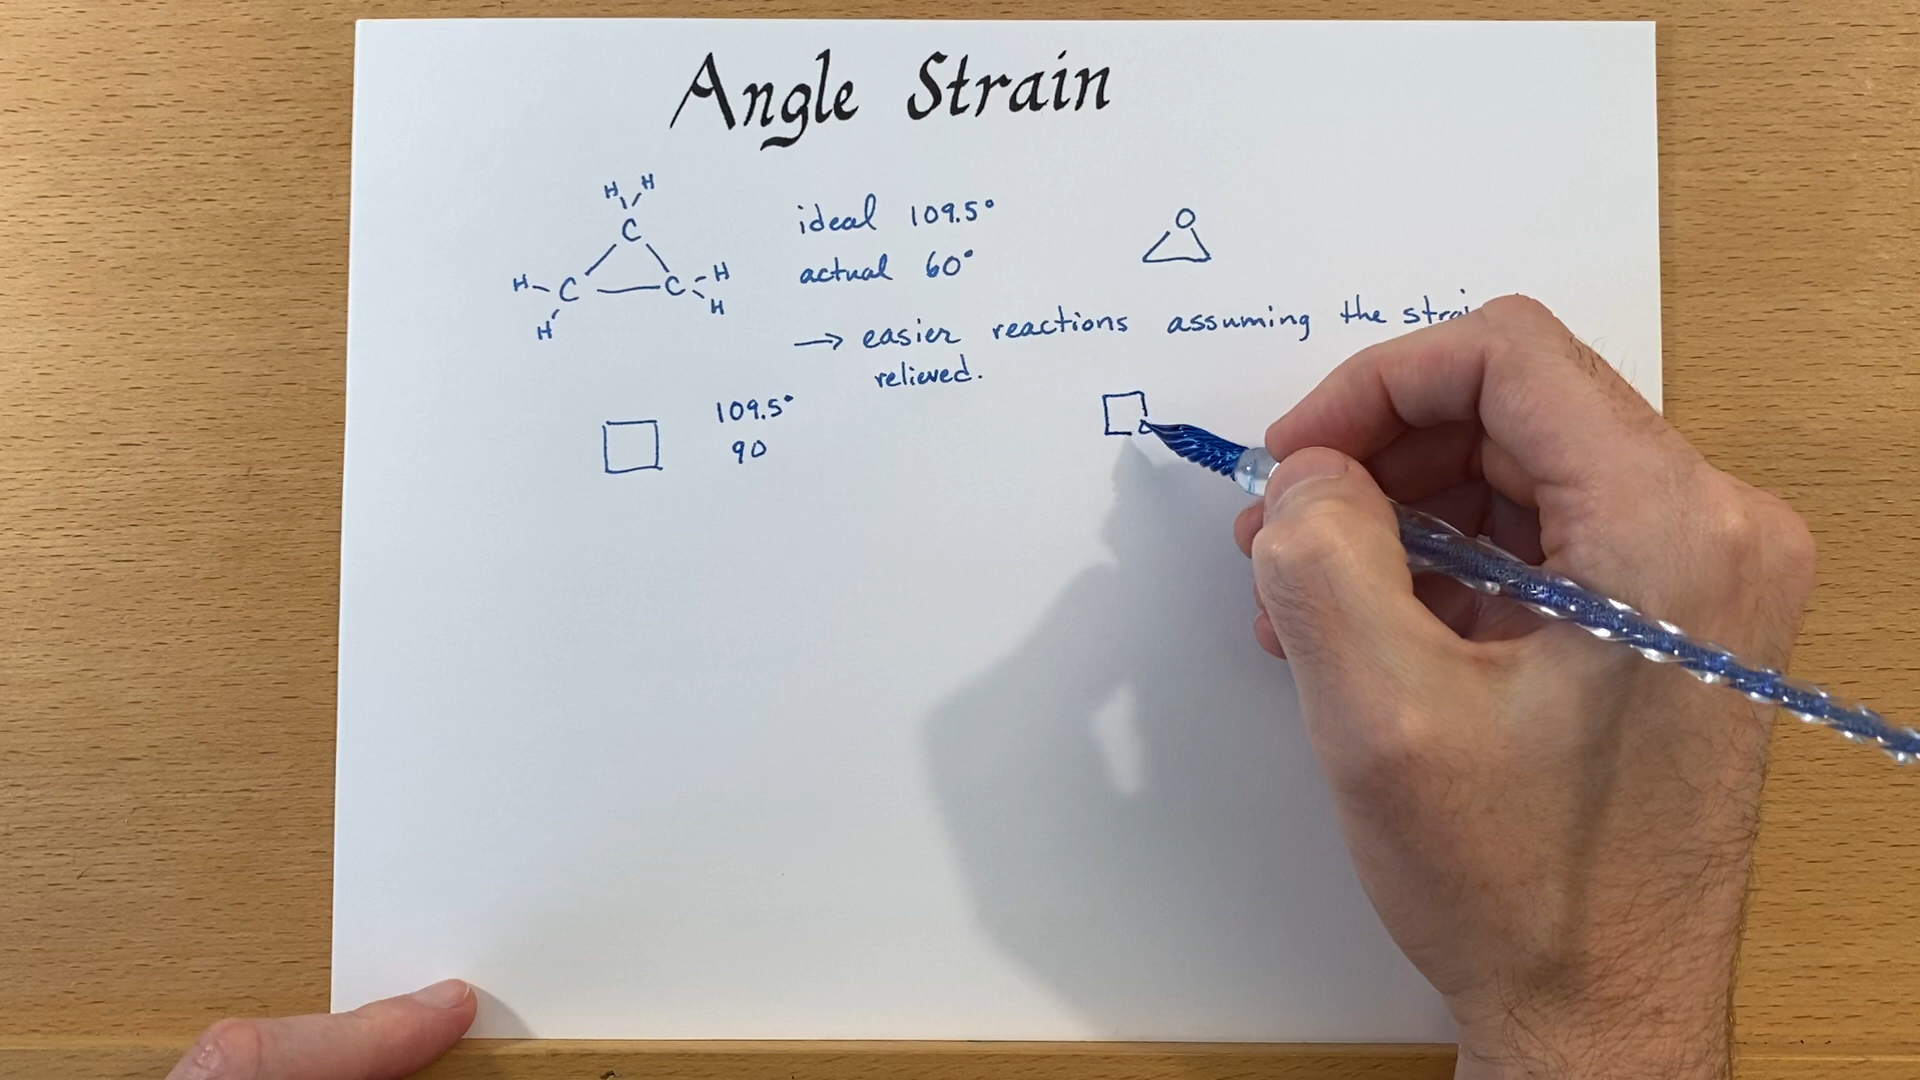 Angle Strain
H H
C
H C C H
H H
ideal 109.5°
actual 60°
O
→ easier reactions assuming the
relieved.
109.5°
90